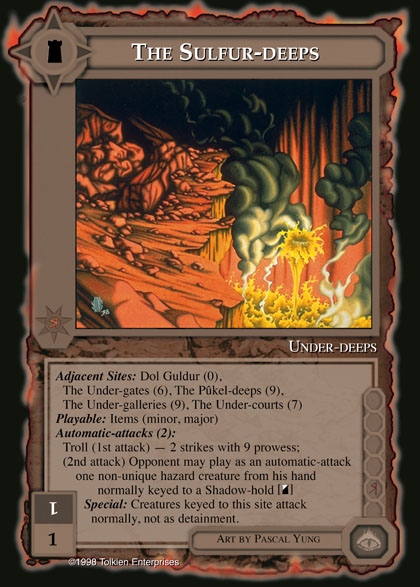 THE SULFUR-DEEPS
UNDER-DEEPS
Adjacent Sites: Dol Guldur (0),
The Under-gates (6), The Pûkel-deeps (9),
The Under-galleries (9), The Under-courts (7)
Playable: Items (minor, major)
Automatic-attacks (2):
Troll (1st attack) — 2 strikes with 9 prowess;
(2nd attack) Opponent may play as an automatic-attack
one non-unique hazard creature from his hand
normally keyed to a Shadow-hold [ ]
Special: Creatures keyed to this site attack
normally, not as detainment.
1
1
ART BY PASCAL YUNG
©1998 Tolkien Enterprises